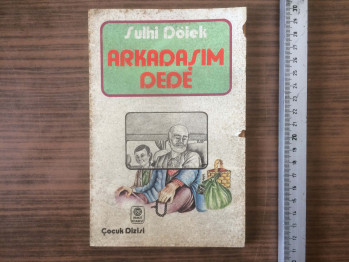 Sulhi Dölek
ARKADAŞIM
DEDE
Çocuk Dizisi